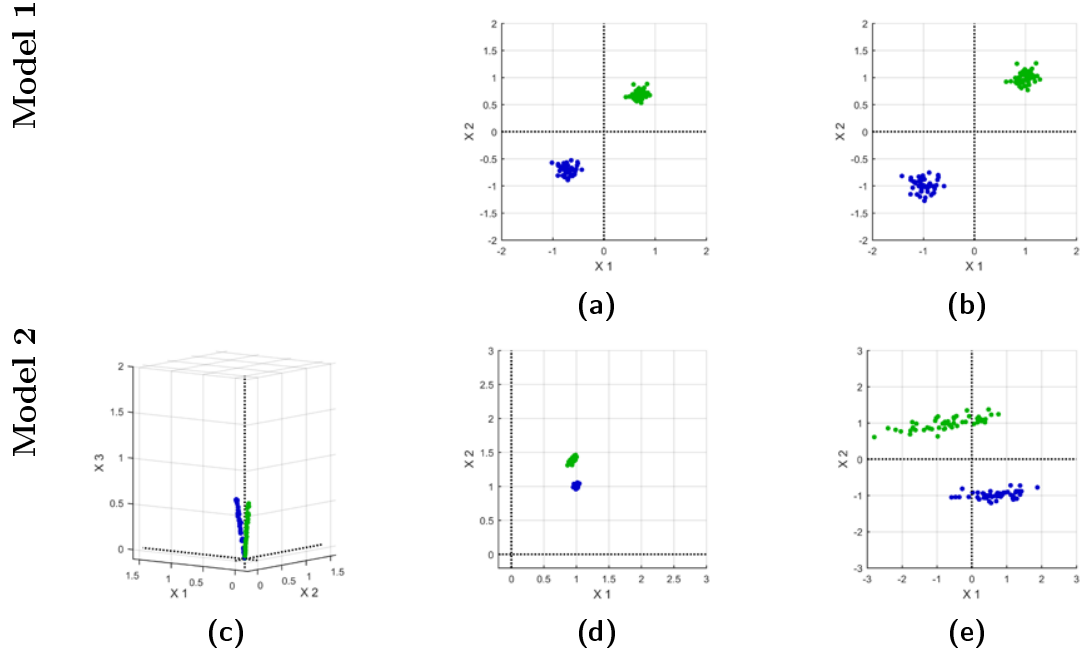 Model 1
2
1.5
1
0.5
0
-0.5
-1
-1.5
-2
X 2
-2 -1 0 1 2
X 1
(a)
2
1.5
1
0.5
0
-0.5
-1
-1.5
-2
X 2
-2 -1 0 1 2
X 1
(b)
Model 2
2
1.5
1
0.5
0
X 3
1.5 1 0.5 0
X 1
0 0.5 1 1.5
X 2
(c)
3
2.5
2
1.5
1
0.5
0
X 2
0 0.5 1 1.5 2 2.5 3
X 1
(d)
3
2
1
0
-1
-2
-3
X 2
-3 -2 -1 0 1 2 3
X 1
(e)